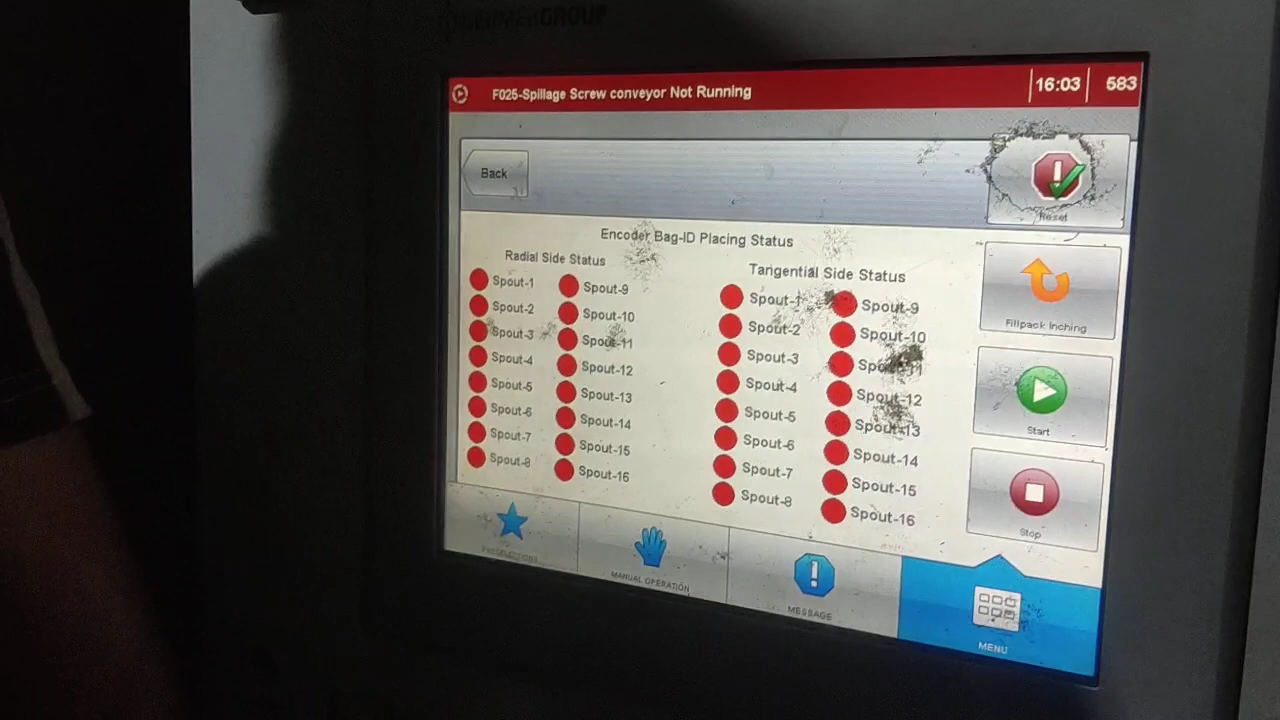 F025-Spillage Screw conveyor Not Running
16:03
583
Back
Reset
Encoder Bag-ID Placing Status
Radial Side Status
Tangential Side Status
Spout-1
Spout-2
Spout-3
Spout-4
Spout-5
Spout-6
Spout-7
Spout-8
Spout-9
Spout-10
Spout-11
Spout-12
Spout-13
Spout-14
Spout-15
Spout-16
Spout-1
Spout-2
Spout-3
Spout-4
Spout-5
Spout-6
Spout-7
Spout-8
Spout-9
Spout-10
Spout-11
Spout-12
Spout-13
Spout-14
Spout-15
Spout-16
Fillpack Inching
Start
Stop
PRESELECTIONS
MANUAL OPERATION
MESSAGE
MENU